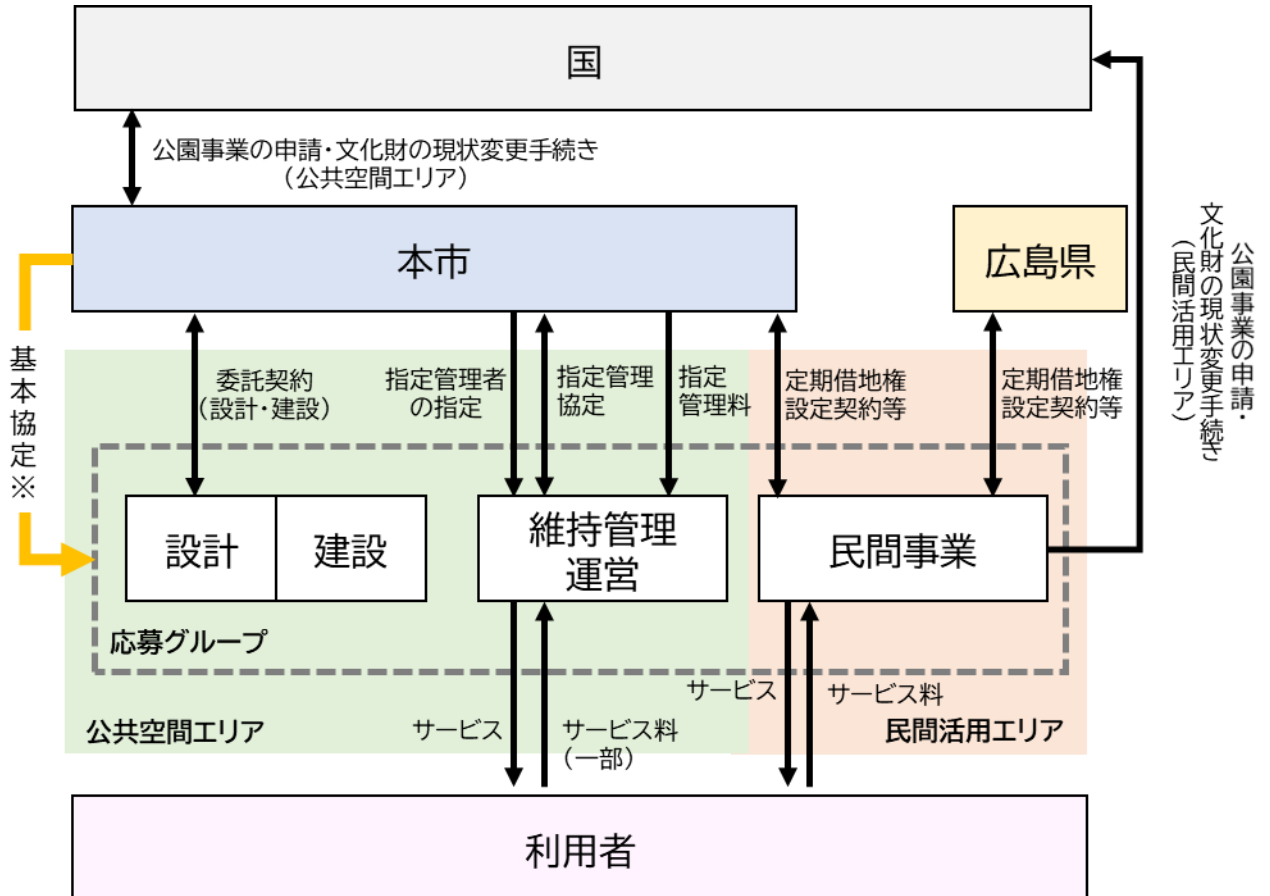 国
公園事業の申請・文化財の現状変更手続き
（公共空間エリア）
本市
広島県
公園事業の申請・
文化財の現状変更手続き
（民間活用エリア）
基本協定※
委託契約
（設計・建設）
指定管理者
の指定
指定管理
協定
指定
管理料
定期借地権
設定契約等
定期借地権
設定契約等
設計
建設
維持管理
運営
民間事業
応募グループ
公共空間エリア
サービス
サービス料
（一部）
サービス
サービス料
民間活用エリア
利用者